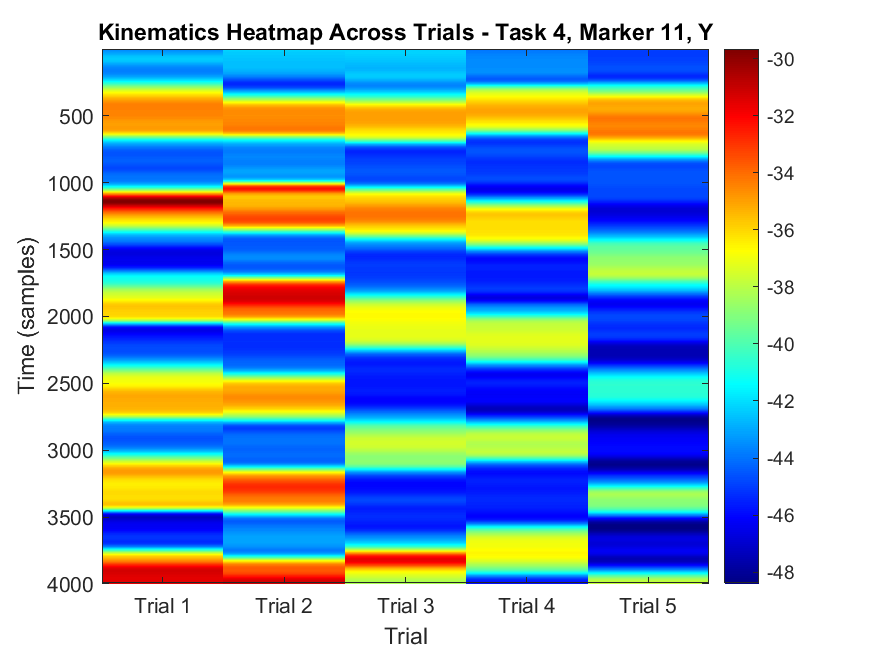 Kinematics Heatmap Across Trials - Task 4, Marker 11, Y
Time (samples)
500
1000
1500
2000
2500
3000
3500
4000
Trial 1
Trial 2
Trial 3
Trial 4
Trial 5
Trial
-30
-32
-34
-36
-38
-40
-42
-44
-46
-48